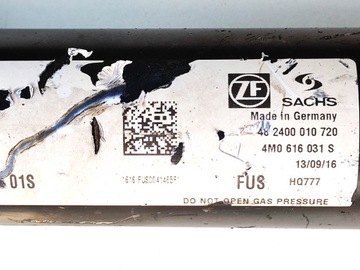 ZF SACHS
Made in Germany
48 2400 010 720
4M0 616 031 S
13/09/16
01S FUS HQ777
DO NOT OPEN GAS PRESSURE